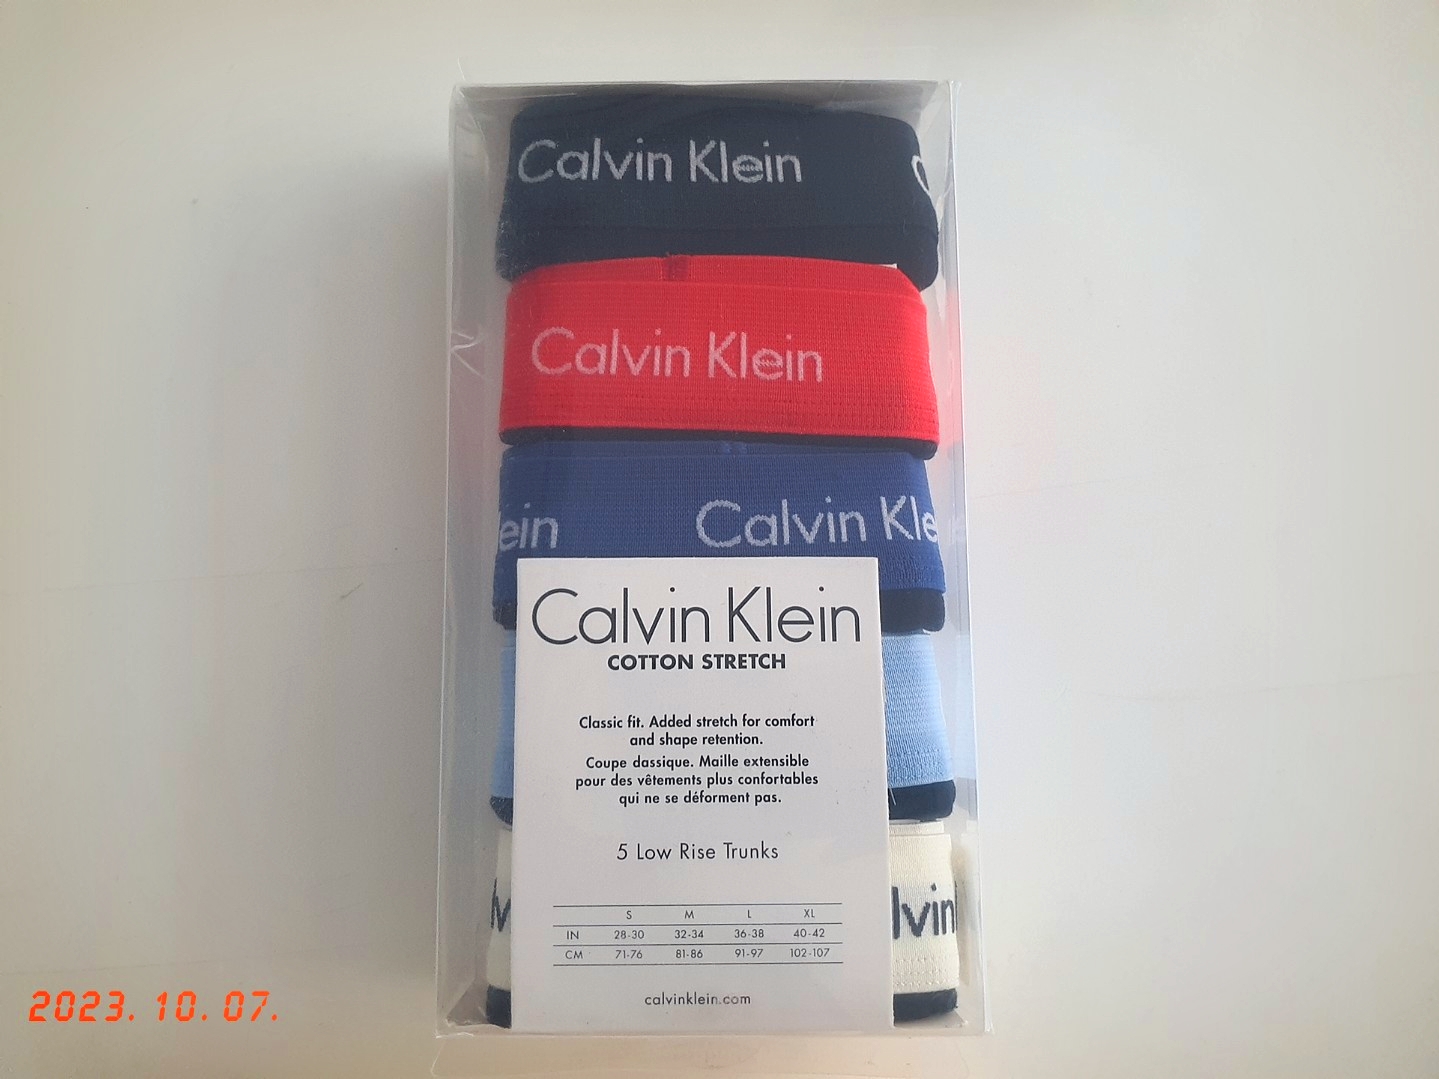 Calvin Klein C
Calvin Klein
ein Calvin Kle
Calvin Klein
COTTON STRETCH
Classic fit. Added stretch for comfort
and shape retention.
Coupe classique. Maille extensible
pour des vêtements plus confortables
qui ne se déforment pas.
5 Low Rise Trunks
S M L XL
IN 28-30 32-34 36-38 40-42
CM 71-76 81-86 91-97 102-107
calvinklein.com
lv lvin
2023. 10. 07.